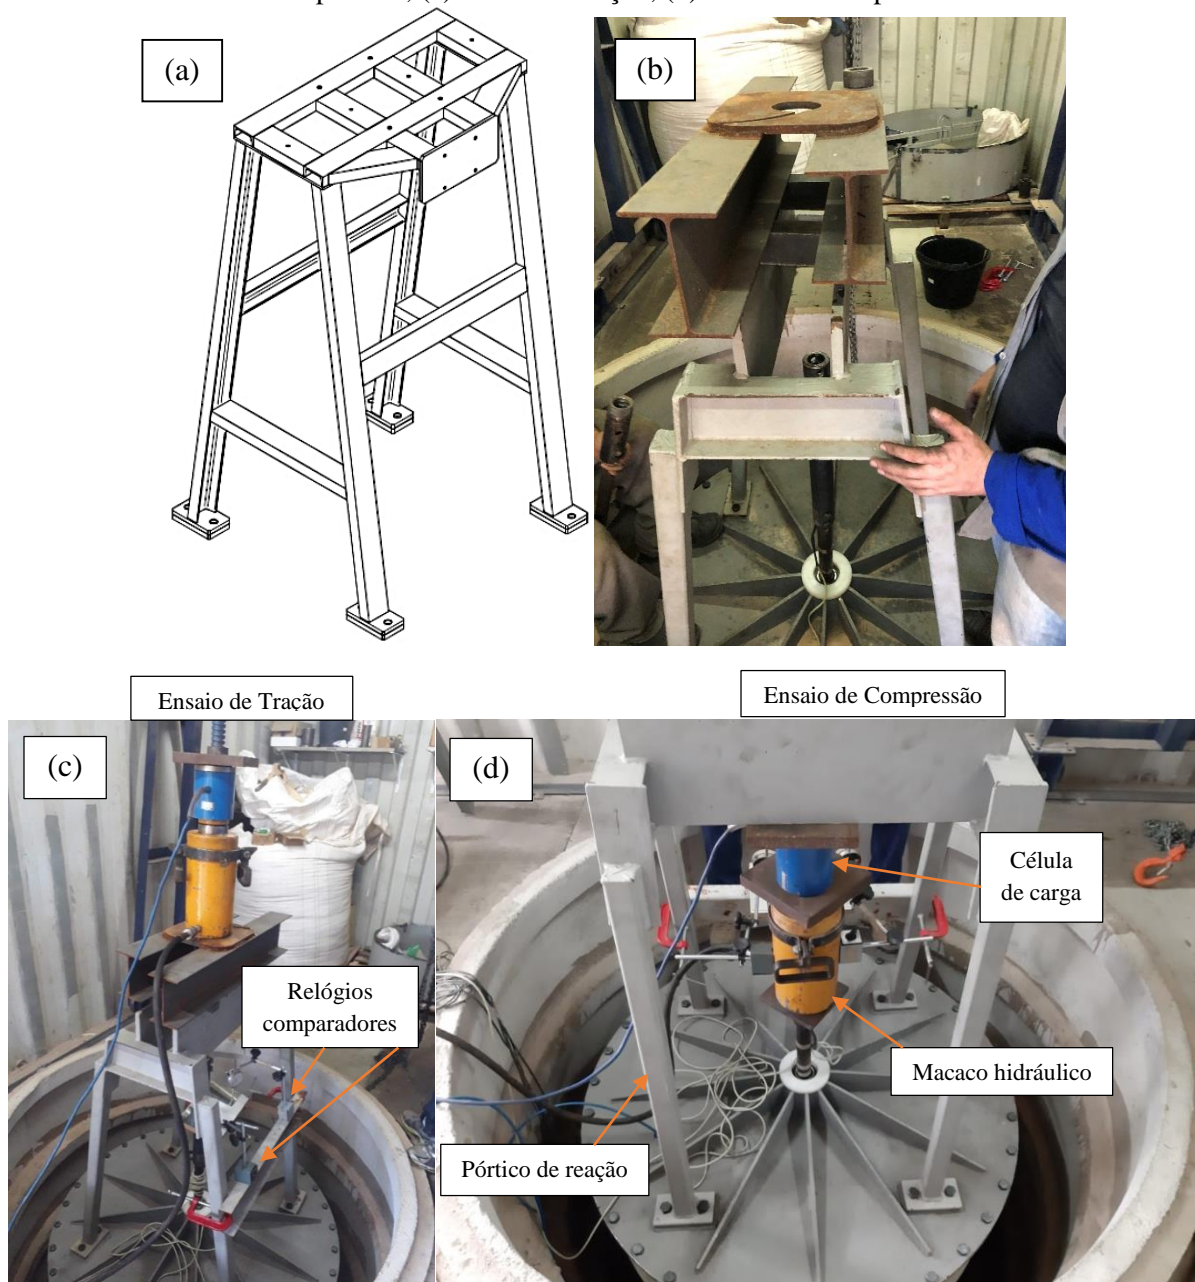 (a)
(b)
Ensaio de Tração
Ensaio de Compressão
(c)
(d)
Relógios
comparadores
Célula
de carga
Macaco hidráulico
Pórtico de reação